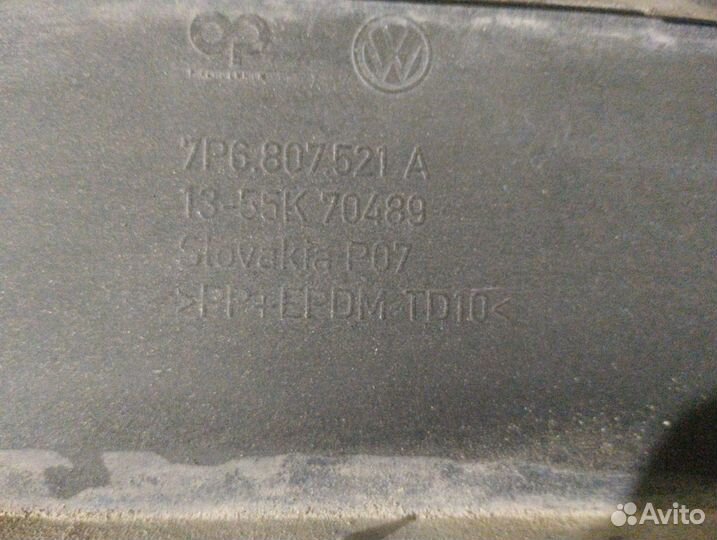 7P6.807.521 A
13-55K 70489
Slovakia P07
>PP+EPDM-TD10<
Avito